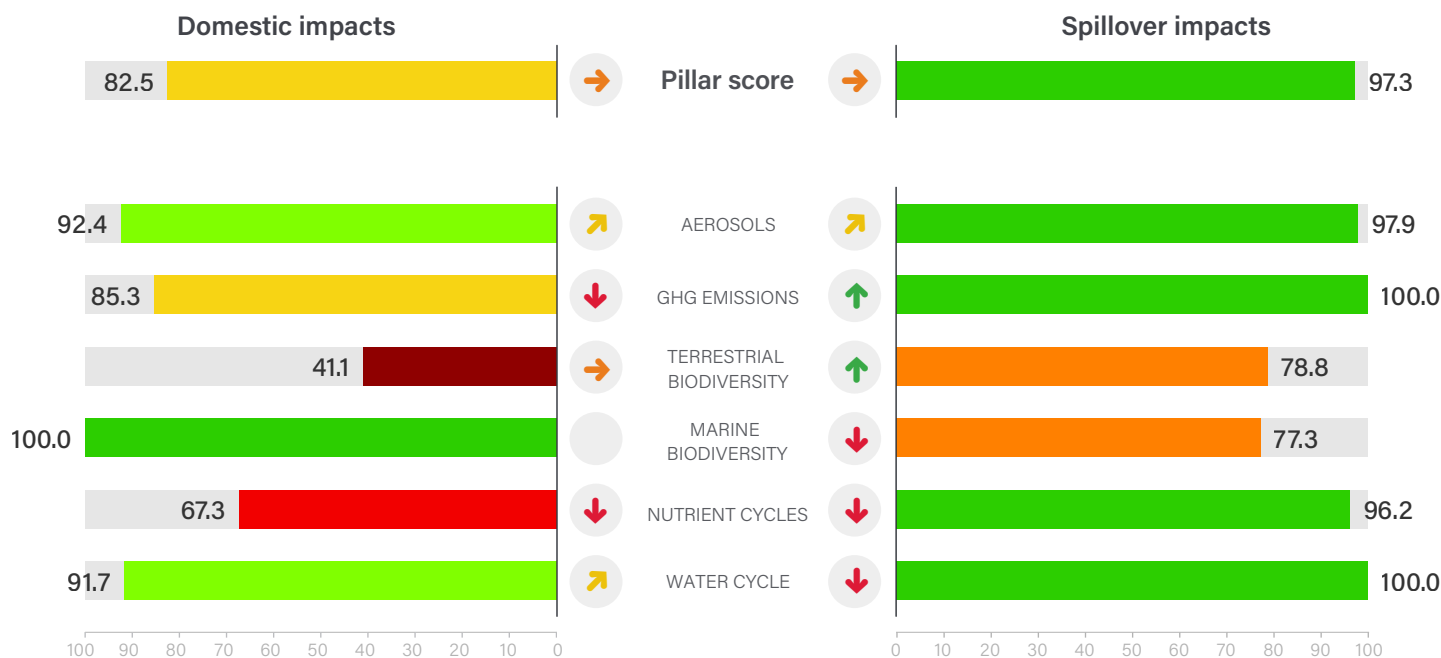 Domestic impacts
Spillover impacts
82.5
Pillar score
97.3
92.4
AEROSOLS
97.9
85.3
GHG EMISSIONS
100.0
41.1
TERRESTRIAL
BIODIVERSITY
78.8
100.0
MARINE
BIODIVERSITY
77.3
67.3
NUTRIENT CYCLES
96.2
91.7
WATER CYCLE
100.0
100 90 80 70 60 50 40 30 20 10 0
0 10 20 30 40 50 60 70 80 90 100